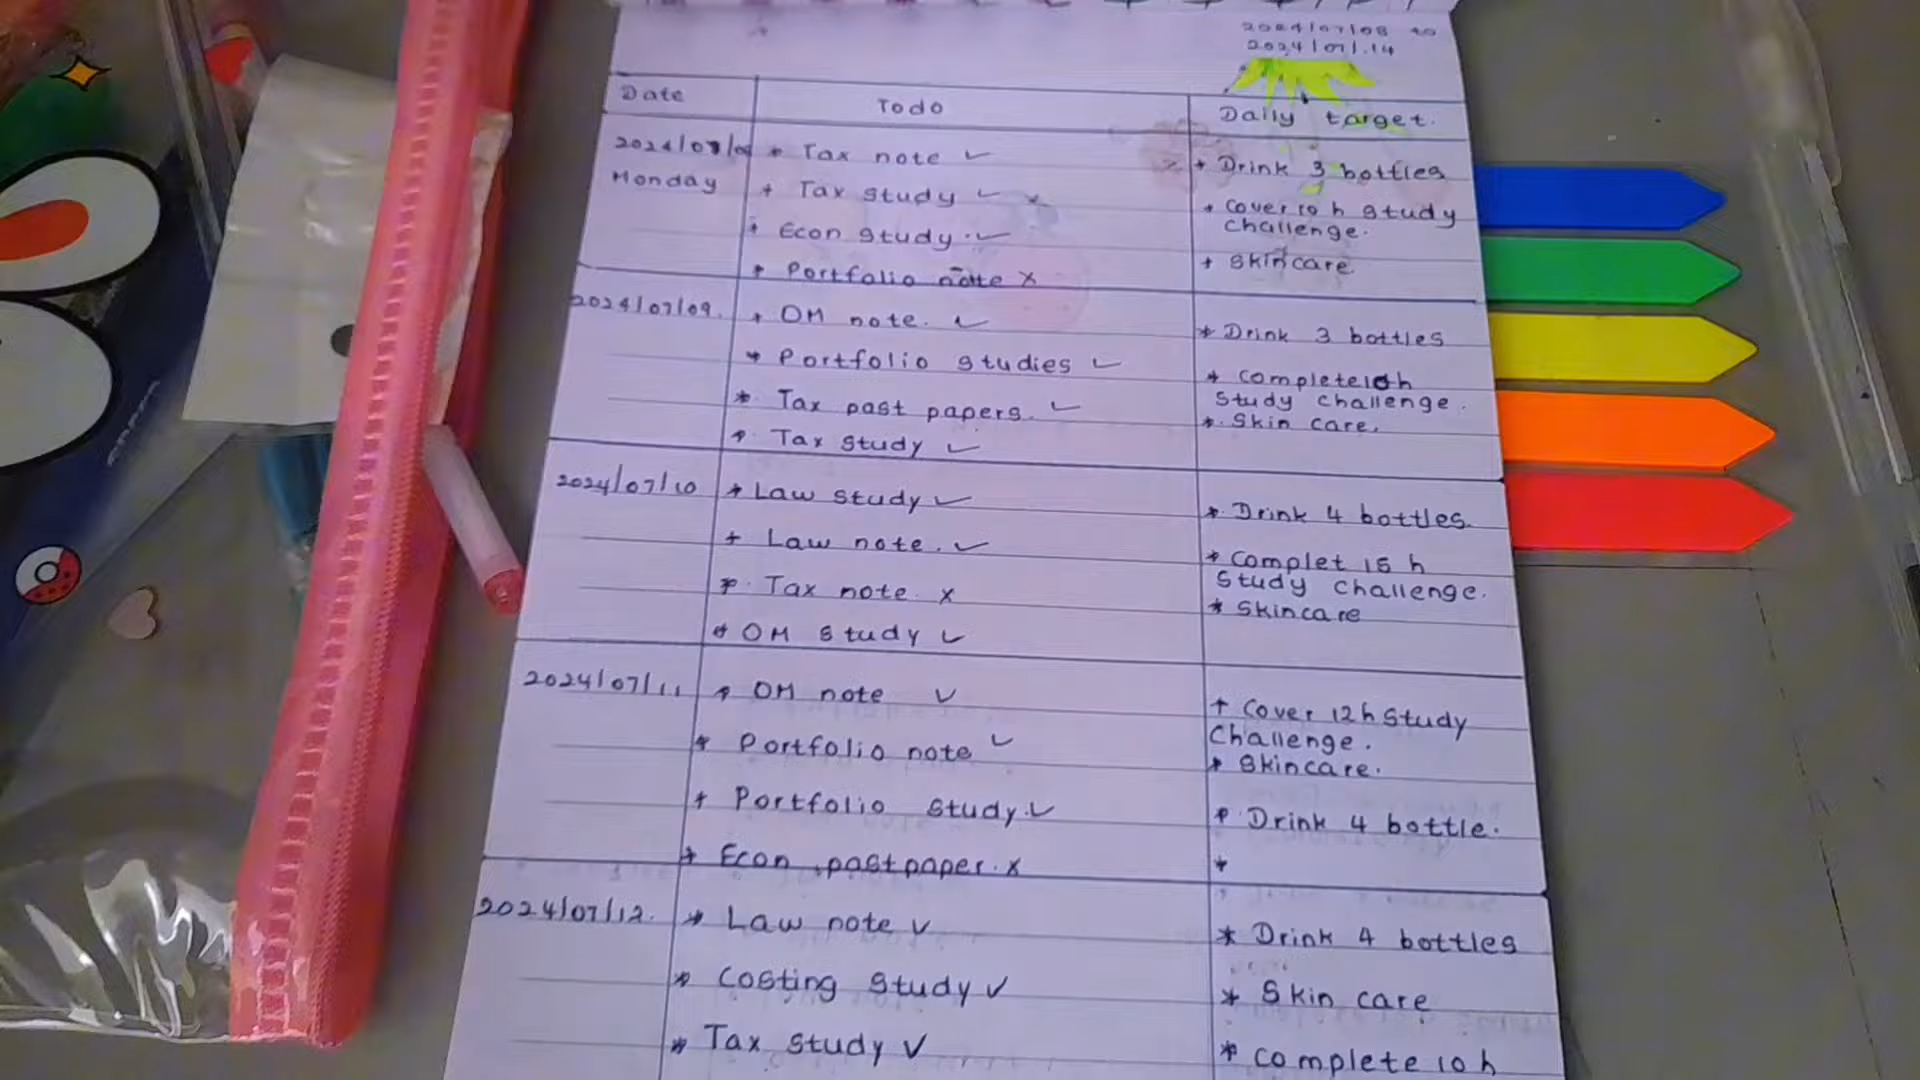 2024/07/08 to
2024/07/14
Date
Todo
Daily target.
2024/07/08
Monday
* Tax note ✓
* Tax study ✓ x
* Econ study ✓
* Portfolio note x
* Drink 3 bottles
* Cover 10 h study
challenge.
* Skincare
2024/07/09.
* OM note. ✓
* Portfolio studies ✓
* Tax past papers. ✓
* Tax study ✓
* Drink 3 bottles
* Complete 10h
study challenge.
* Skin care.
2024/07/10
* Law study ✓
* Law note. ✓
* Tax note x
* OM study ✓
* Drink 4 bottles.
* Complet 15 h
study challenge.
* Skincare
2024/07/11
* OM note ✓
* Portfolio note ✓
* Portfolio study. ✓
* Econ pastpaper. x
* Cover 12h study
Challenge.
* Skincare.
* Drink 4 bottle.
*
2024/07/12.
* Law note ✓
* Costing study ✓
* Tax study ✓
* Drink 4 bottles
* Skin care
* Complete 10 h